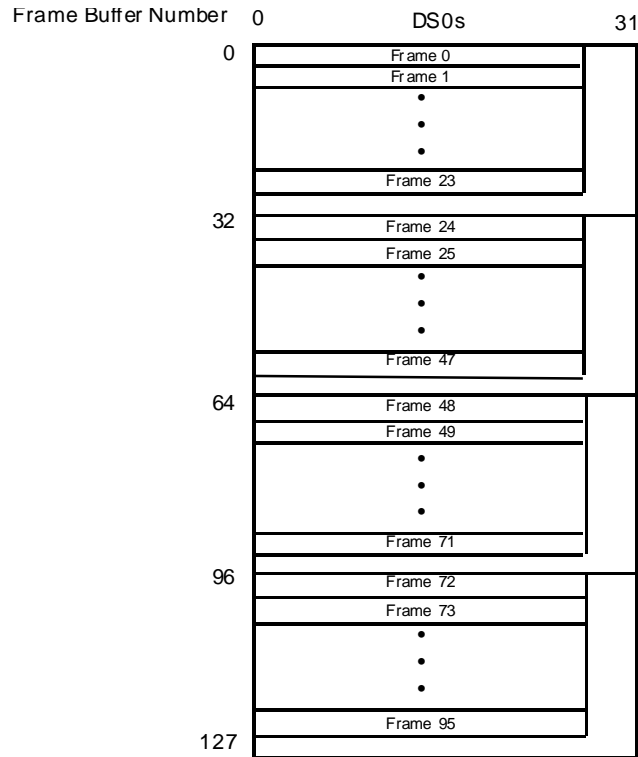 Frame Buffer Number 0 DS0s 31
0
Frame 0
Frame 1
Frame 23
32
Frame 24
Frame 25
Frame 47
64
Frame 48
Frame 49
Frame 71
96
Frame 72
Frame 73
Frame 95
127